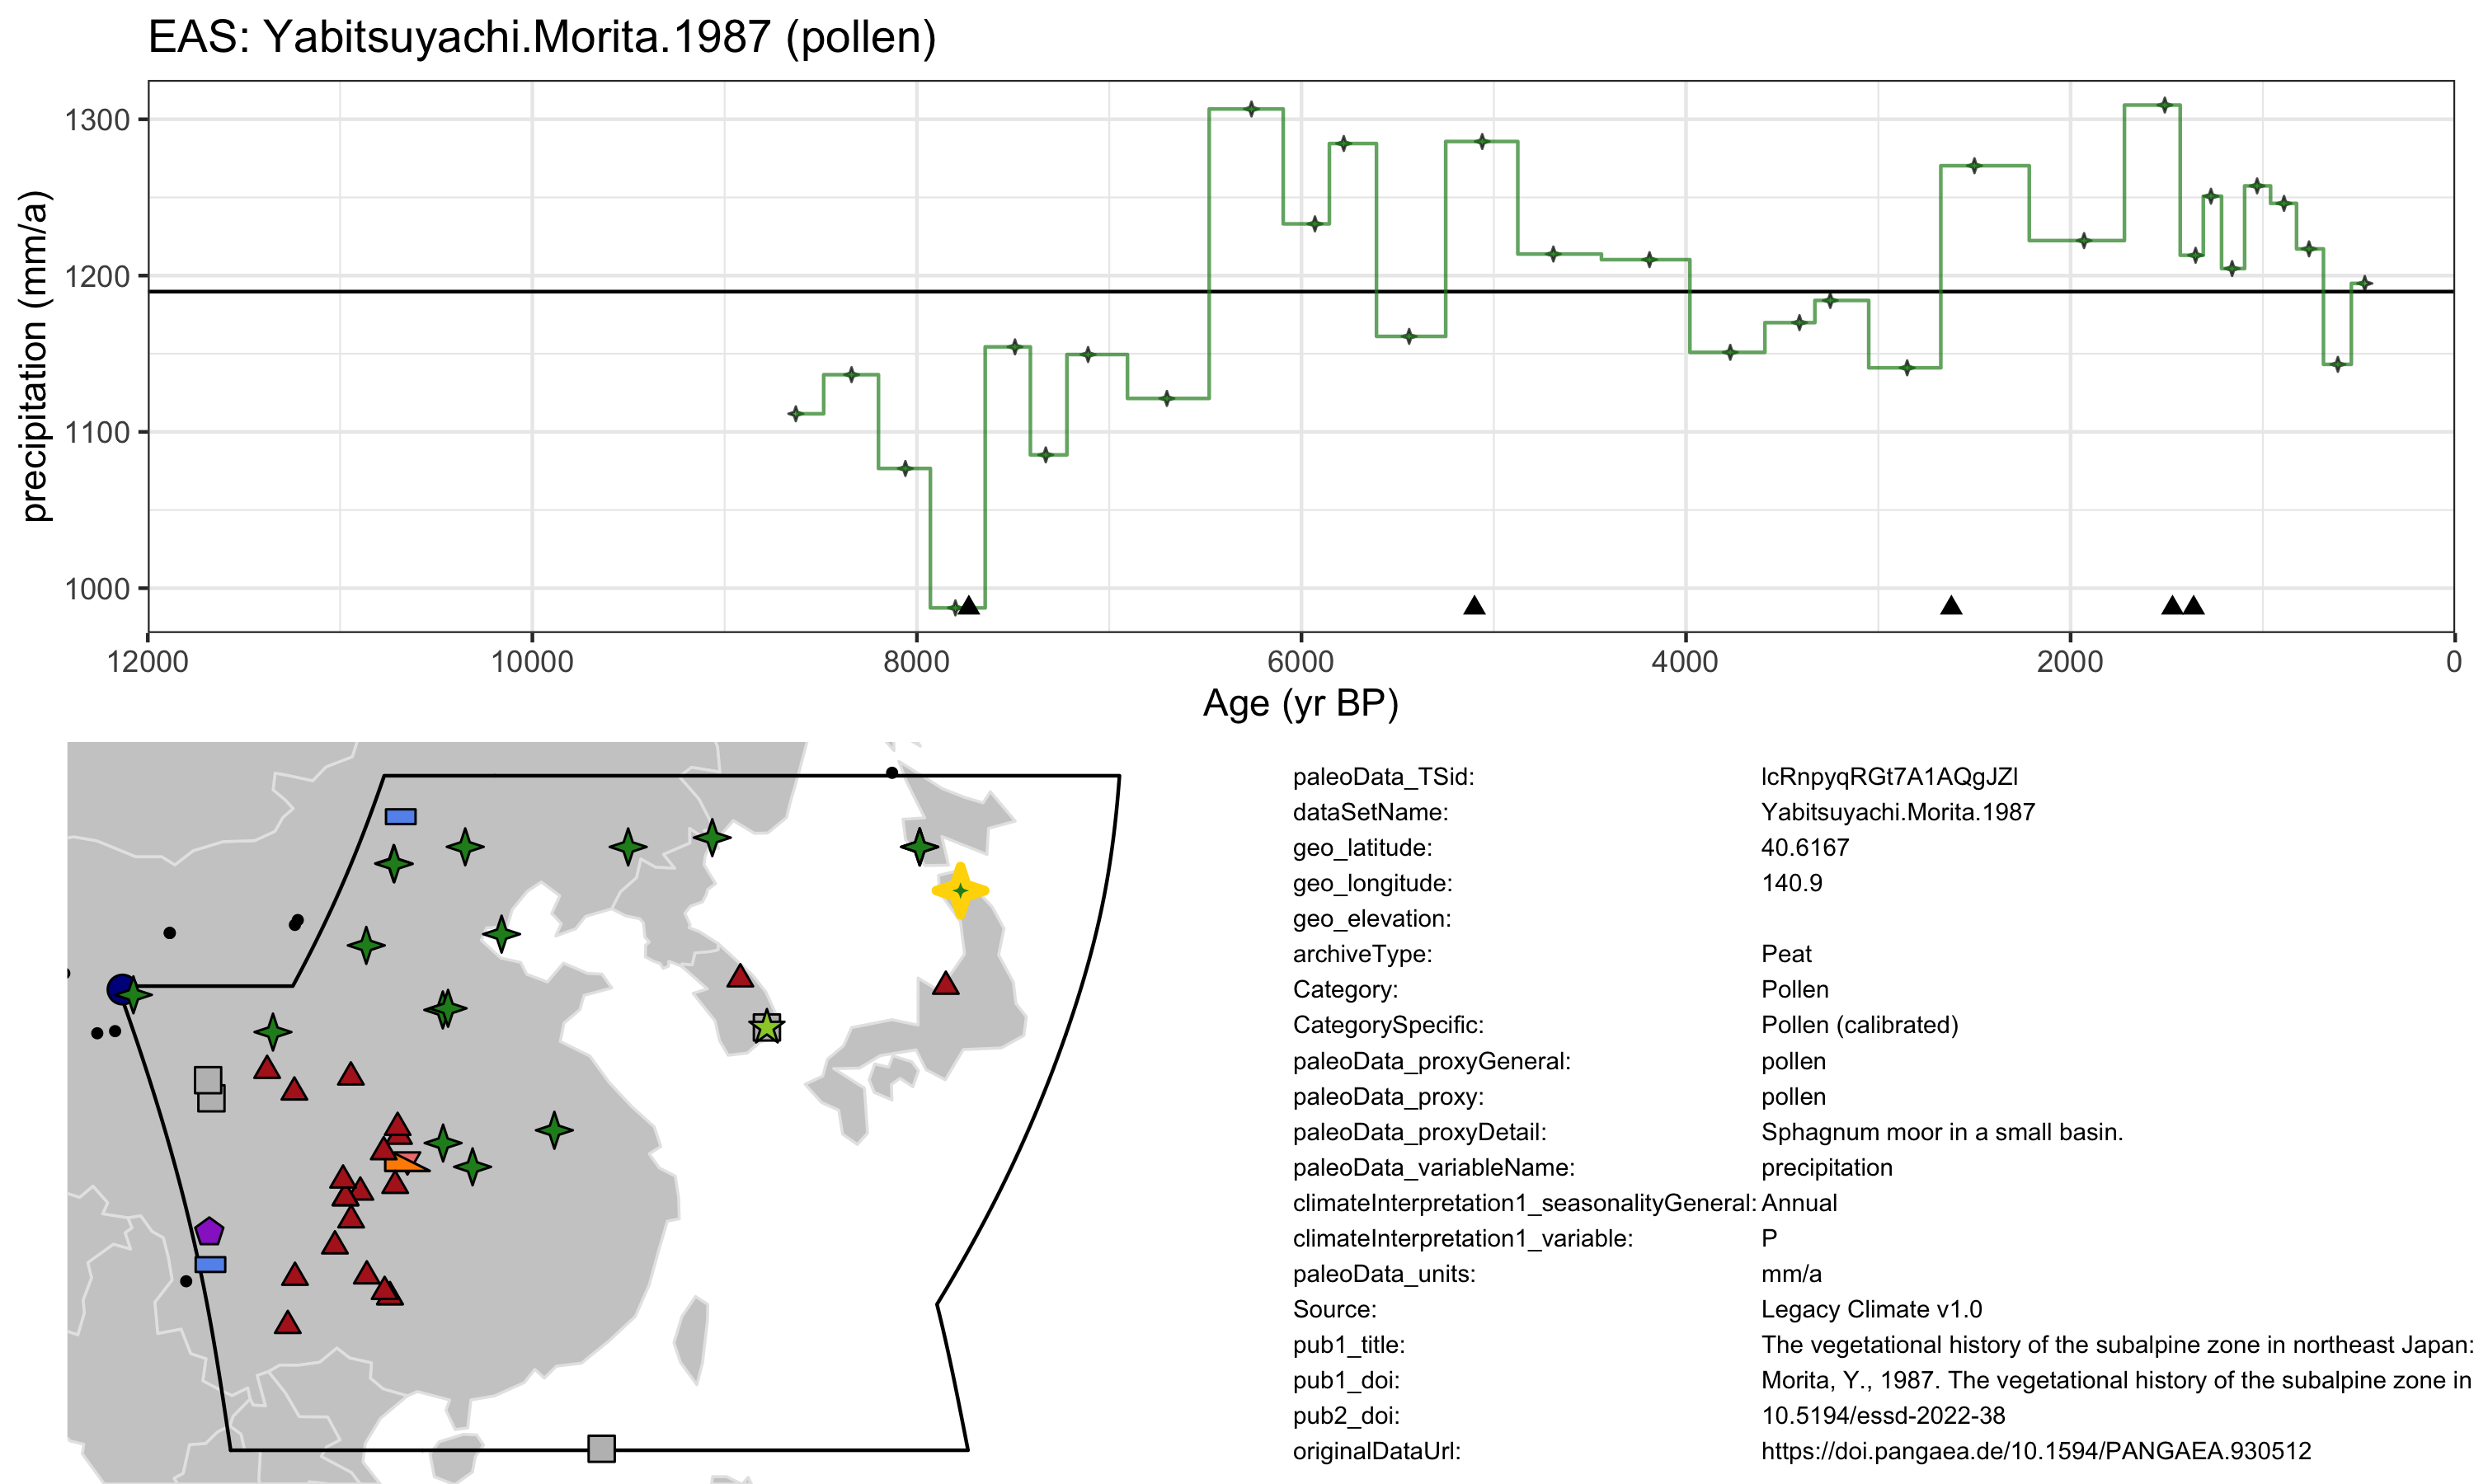 EAS: Yabitsuyachi.Morita.1987 (pollen)
precipitation (mm/a)
1300
1200
1100
1000
12000 10000 8000 6000 4000 2000 0
Age (yr BP)
paleoData_TSid: lcRnpyqRGt7A1AQgJZl
dataSetName: Yabitsuyachi.Morita.1987
geo_latitude: 40.6167
geo_longitude: 140.9
geo_elevation:
archiveType: Peat
Category: Pollen
CategorySpecific: Pollen (calibrated)
paleoData_proxyGeneral: pollen
paleoData_proxy: pollen
paleoData_proxyDetail: Sphagnum moor in a small basin.
paleoData_variableName: precipitation
climateInterpretation1_seasonalityGeneral: Annual
climateInterpretation1_variable: P
paleoData_units: mm/a
Source: Legacy Climate v1.0
pub1_title: The vegetational history of the subalpine zone in northeast Japan:
pub1_doi: Morita, Y., 1987. The vegetational history of the subalpine zone in
pub2_doi: 10.5194/essd-2022-38
originalDataUrl: https://doi.pangaea.de/10.1594/PANGAEA.930512